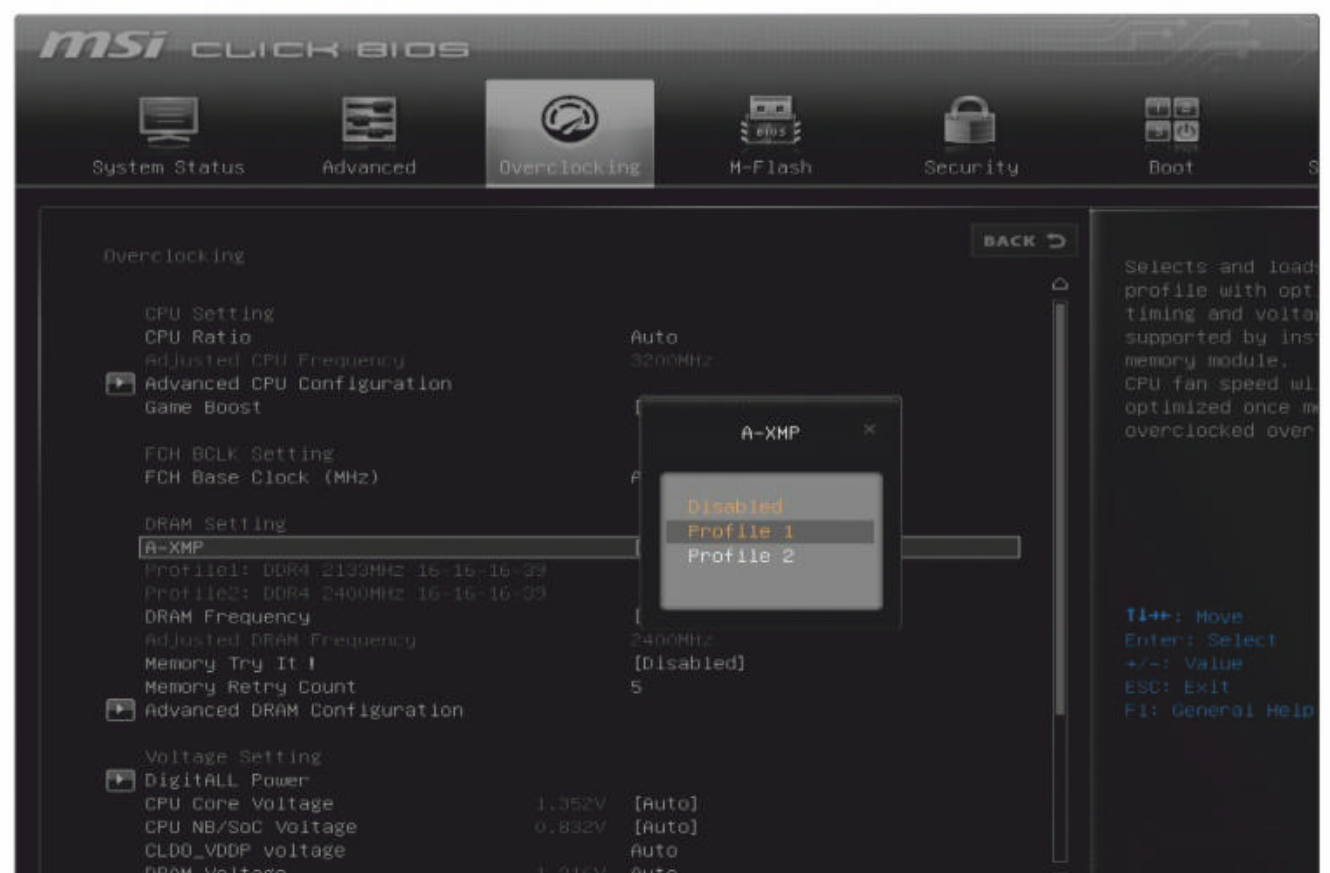 msi CLICK BIOS
System Status
Advanced
Overclocking
M-Flash
Security
Boot
Overclocking
BACK
CPU Setting
CPU Ratio Auto
Adjusted CPU Frequency 3200MHz
Advanced CPU Configuration
Game Boost [
FCH BCLK Setting
FCH Base Clock (MHz) A
DRAM Setting
A-XMP [
Profile1: DDR4 2133MHz 16-16-16-39
Profile2: DDR4 2400MHz 16-16-16-39
DRAM Frequency [
Adjusted DRAM Frequency 2400MHz
Memory Try It ! [Disabled]
Memory Retry Count 5
Advanced DRAM Configuration
Voltage Setting
DigitALL Power
CPU Core Voltage 1.352V [Auto]
CPU NB/SoC Voltage 0.832V [Auto]
CLDO_VDDP voltage Auto
DRAM Voltage 1.216V Auto
A-XMP ×
Disabled
Profile 1
Profile 2
Selects and load
profile with opt
timing and volta
supported by ins
memory module.
CPU fan speed wi
optimized once m
overclocked over
↑↓→←: Move
Enter: Select
+/-: Value
ESC: Exit
F1: General Help